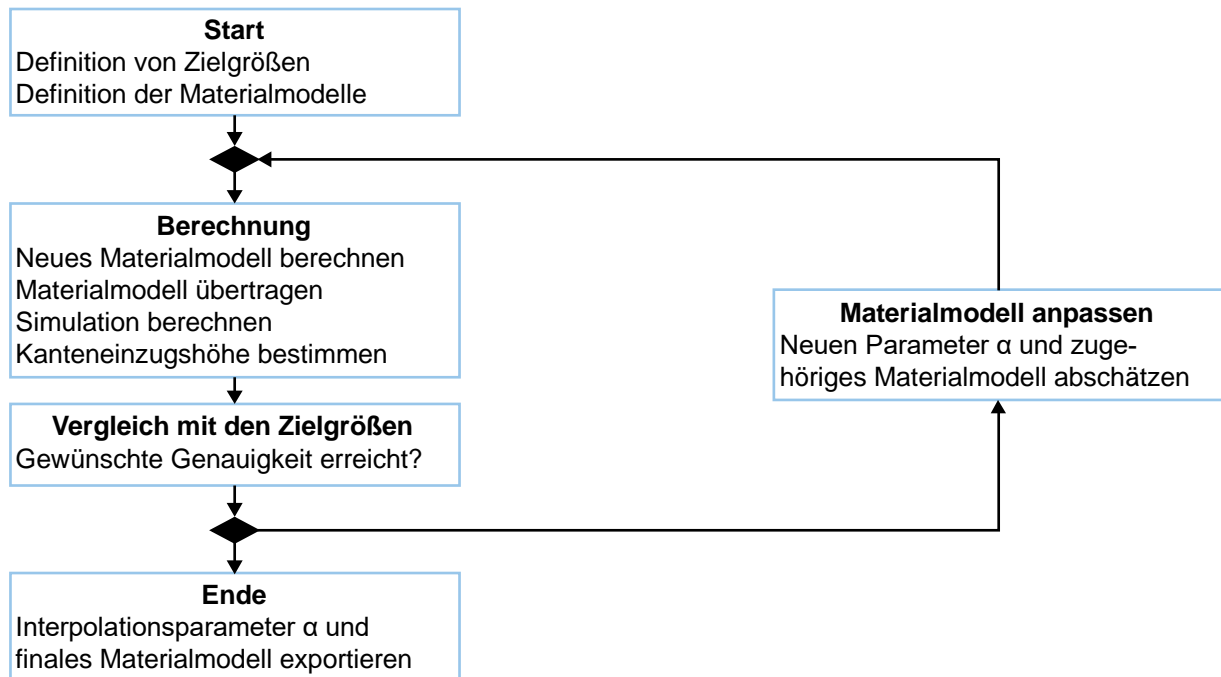 Start
Definition von Zielgrößen
Definition der Materialmodelle
Berechnung
Neues Materialmodell berechnen
Materialmodell übertragen
Simulation berechnen
Kanteneinzugshöhe bestimmen
Materialmodell anpassen
Neuen Parameter α und zuge-
höriges Materialmodell abschätzen
Vergleich mit den Zielgrößen
Gewünschte Genauigkeit erreicht?
Ende
Interpolationsparameter α und
finales Materialmodell exportieren